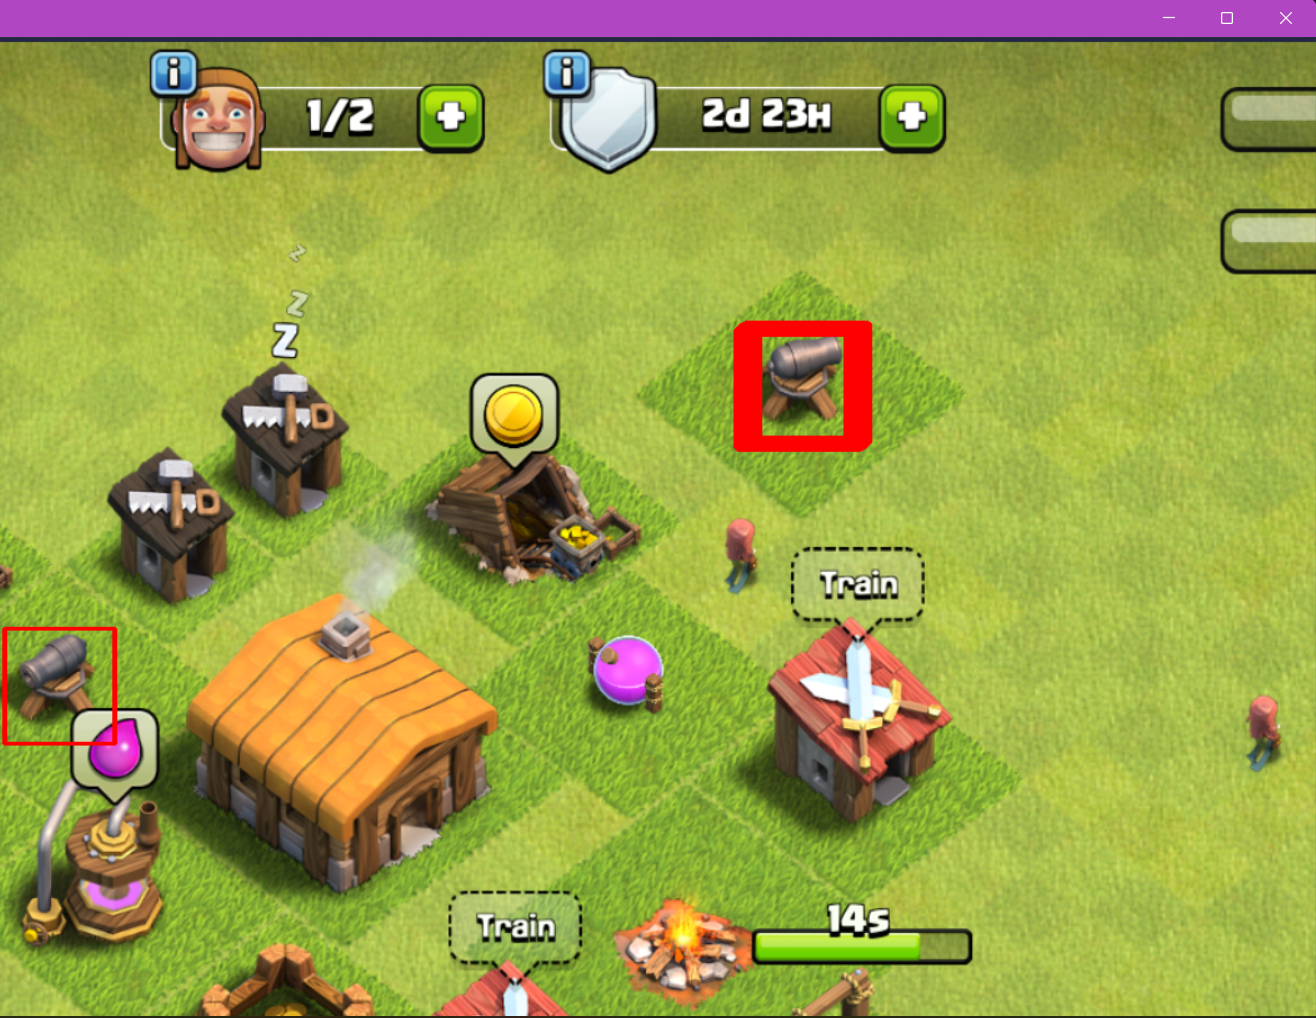 i 1/2
i 2d 23H
z
z
Z
Train
Train
14s